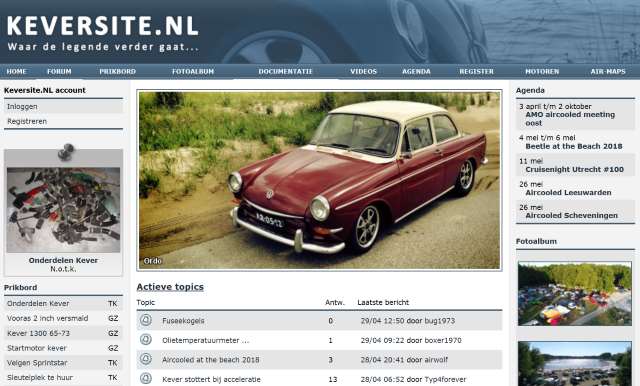 KEVERSITE.NL
Waar de legende verder gaat...
HOME FORUM PRIKBORD FOTOALBUM DOCUMENTATIE VIDEOS AGENDA REGISTER MOTOREN AIR-MAPS
Keversite.NL account
Inloggen
Registreren
Onderdelen Kever
N.o.t.k.
Prikbord
Onderdelen Kever TK
Vooras 2 inch versmald GZ
Kever 1300 65-73 GZ
Startmotor kever GZ
Velgen Sprintstar TK
Sleutelplek te huur TK
Ordo
Actieve topics
Topic Antw. Laatste bericht
Fuseekogels 0 29/04 12:50 door bug1973
Olietemperatuurmeter ... 1 29/04 09:22 door boxer1970
Aircooled at the beach 2018 3 28/04 20:41 door airwolf
Kever stottert bij acceleratie 13 28/04 06:52 door Typ4forever
Agenda
3 april t/m 2 oktober
AMO aircooled meeting
oost
4 mei t/m 6 mei
Beetle at the Beach 2018
11 mei
Cruisenight Utrecht #100
26 mei
Aircooled Leeuwarden
26 mei
Aircooled Scheveningen
Fotoalbum